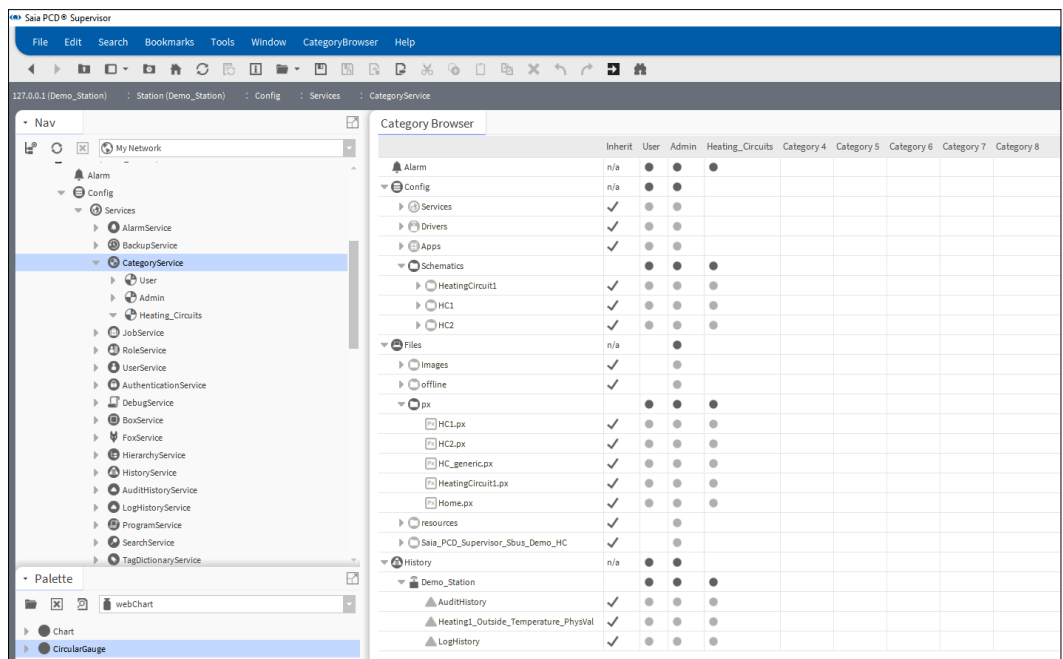 Saia PCD® Supervisor
File Edit Search Bookmarks Tools Window CategoryBrowser Help
127.0.0.1 (Demo_Station) : Station (Demo_Station) : Config : Services : CategoryService
Nav
My Network
Alarm
Config
Services
AlarmService
BackupService
CategoryService
User
Admin
Heating_Circuits
JobService
RoleService
UserService
AuthenticationService
DebugService
BoxService
FoxService
HierarchyService
HistoryService
AuditHistoryService
LogHistoryService
ProgramService
SearchService
TagDictionaryService
Palette
webChart
Chart
CircularGauge
Category Browser
Inherit User Admin Heating_Circuits Category 4 Category 5 Category 6 Category 7 Category 8
Alarm n/a
Config n/a
Services
Drivers
Apps
Schematics
HeatingCircuit1
HC1
HC2
Files n/a
Images
offline
px
Px HC1.px
Px HC2.px
Px HC_generic.px
Px HeatingCircuit1.px
Px Home.px
resources
Saia_PCD_Supervisor_Sbus_Demo_HC
History n/a
Demo_Station
AuditHistory
Heating1_Outside_Temperature_PhysVal
LogHistory